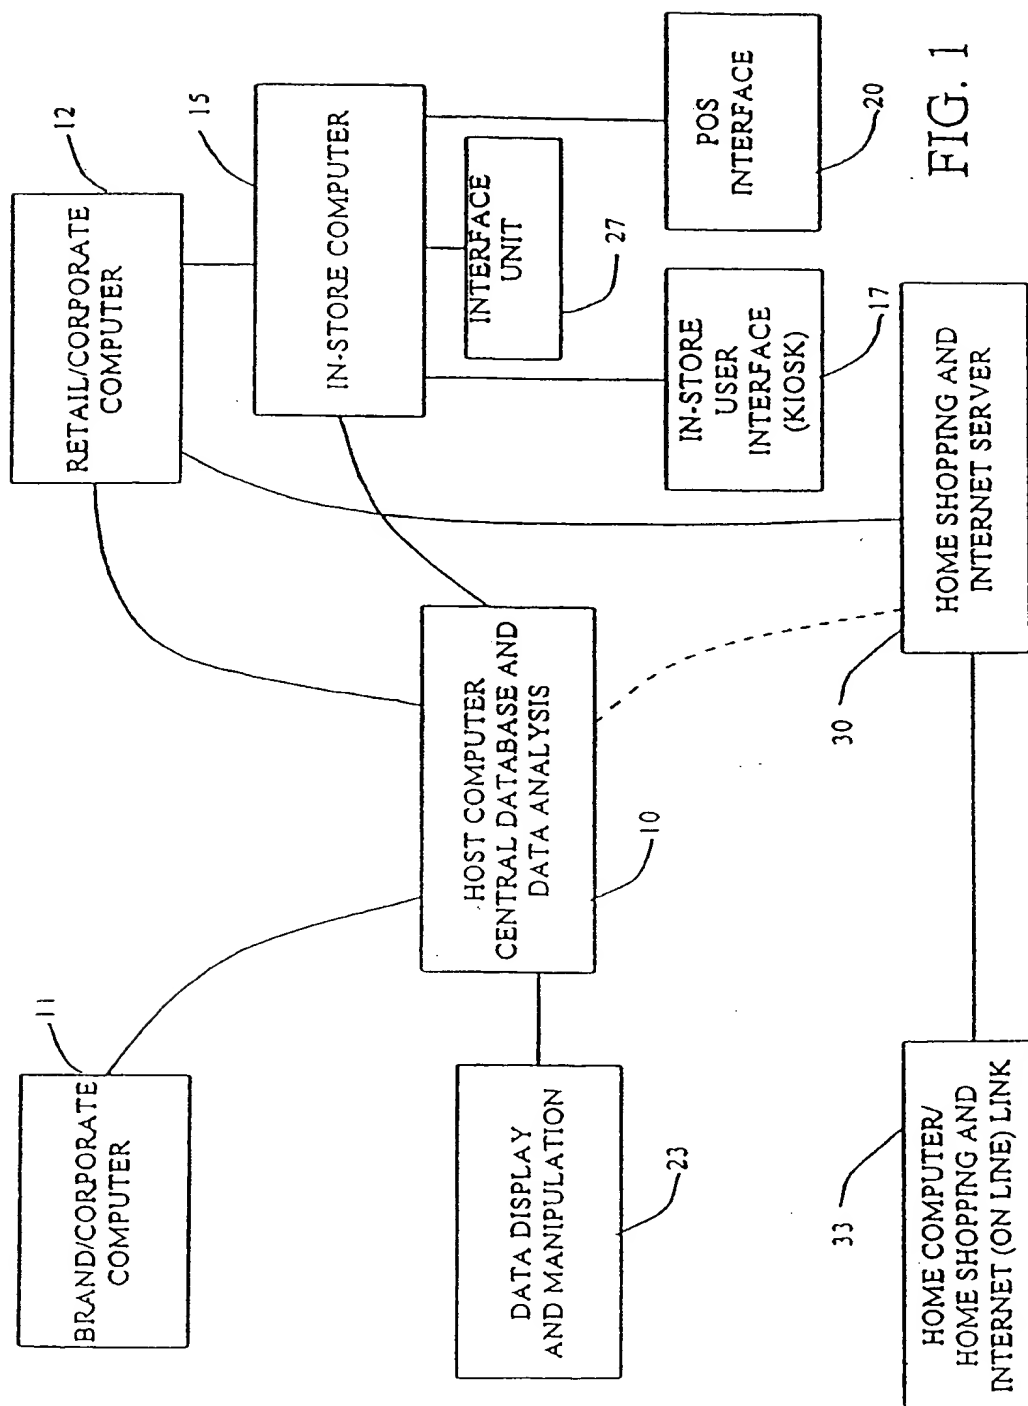 11
BRAND/CORPORATE
COMPUTER
12
RETAIL/CORPORATE
COMPUTER
15
IN-STORE COMPUTER
HOST COMPUTER
CENTRAL DATABASE AND
DATA ANALYSIS
10
INTERFACE
UNIT
27
DATA DISPLAY
AND MANIPULATION
23
IN-STORE
USER
INTERFACE
(KIOSK)
17
POS
INTERFACE
20
33
HOME COMPUTER/
HOME SHOPPING AND
INTERNET (ON LINE) LINK
30
HOME SHOPPING AND
INTERNET SERVER
FIG. 1